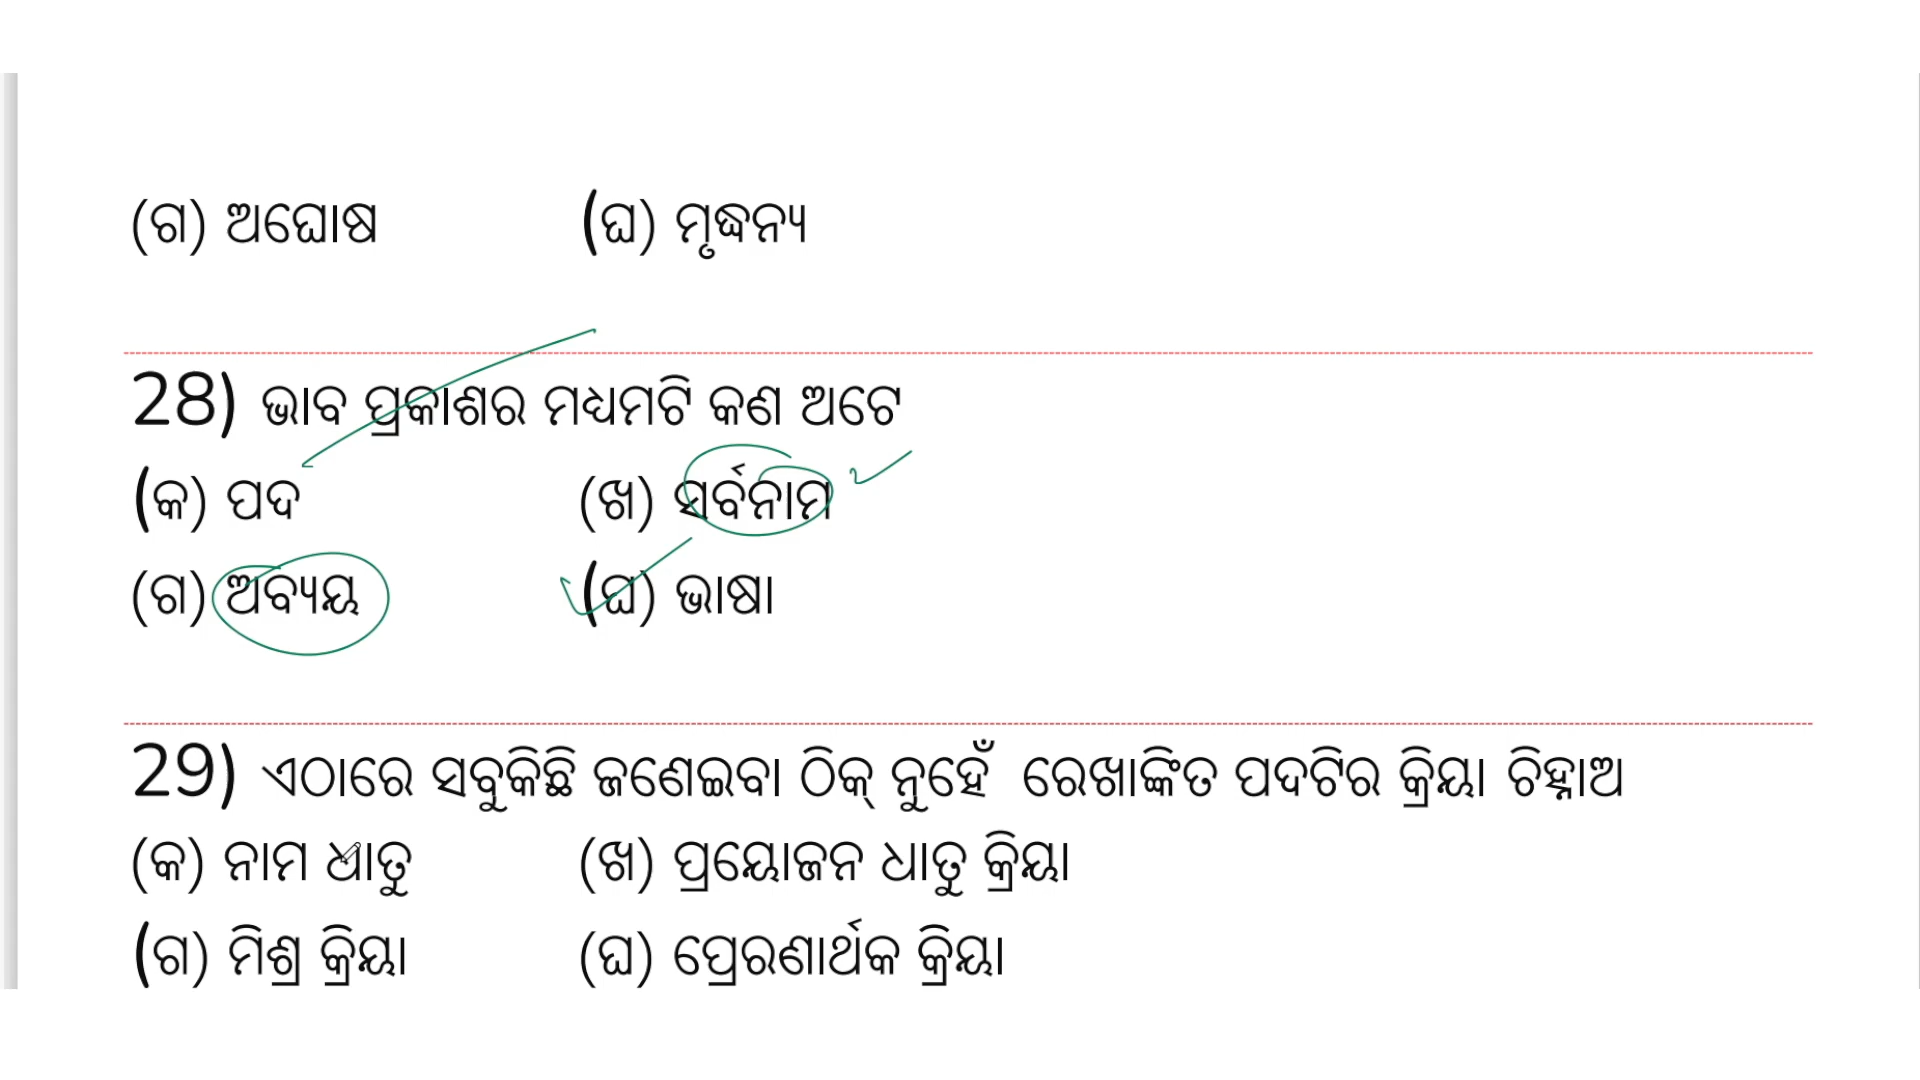 (ଗ) ଅଘୋଷ (ଘ) ମୃଦ୍ଧନ୍ୟ
28) ଭାବ ପ୍ରକାଶର ମଧ୍ୟମଟି କଣ ଅଟେ
(କ) ପଦ (ଖ) ସର୍ବନାମ
(ଗ) ଅବ୍ୟୟ (ଘ) ଭାଷା
29) ଏଠାରେ ସବୁକିଛି ଜଣେଇବା ଠିକ୍ ନୁହେଁ ରେଖାଙ୍କିତ ପଦଟିର କ୍ରିୟା ଚିହ୍ନାଅ
(କ) ନାମ ଧାତୁ (ଖ) ପ୍ରୟୋଜନ ଧାତୁ କ୍ରିୟା
(ଗ) ମିଶ୍ର କ୍ରିୟା (ଘ) ପ୍ରେରଣାର୍ଥକ କ୍ରିୟା